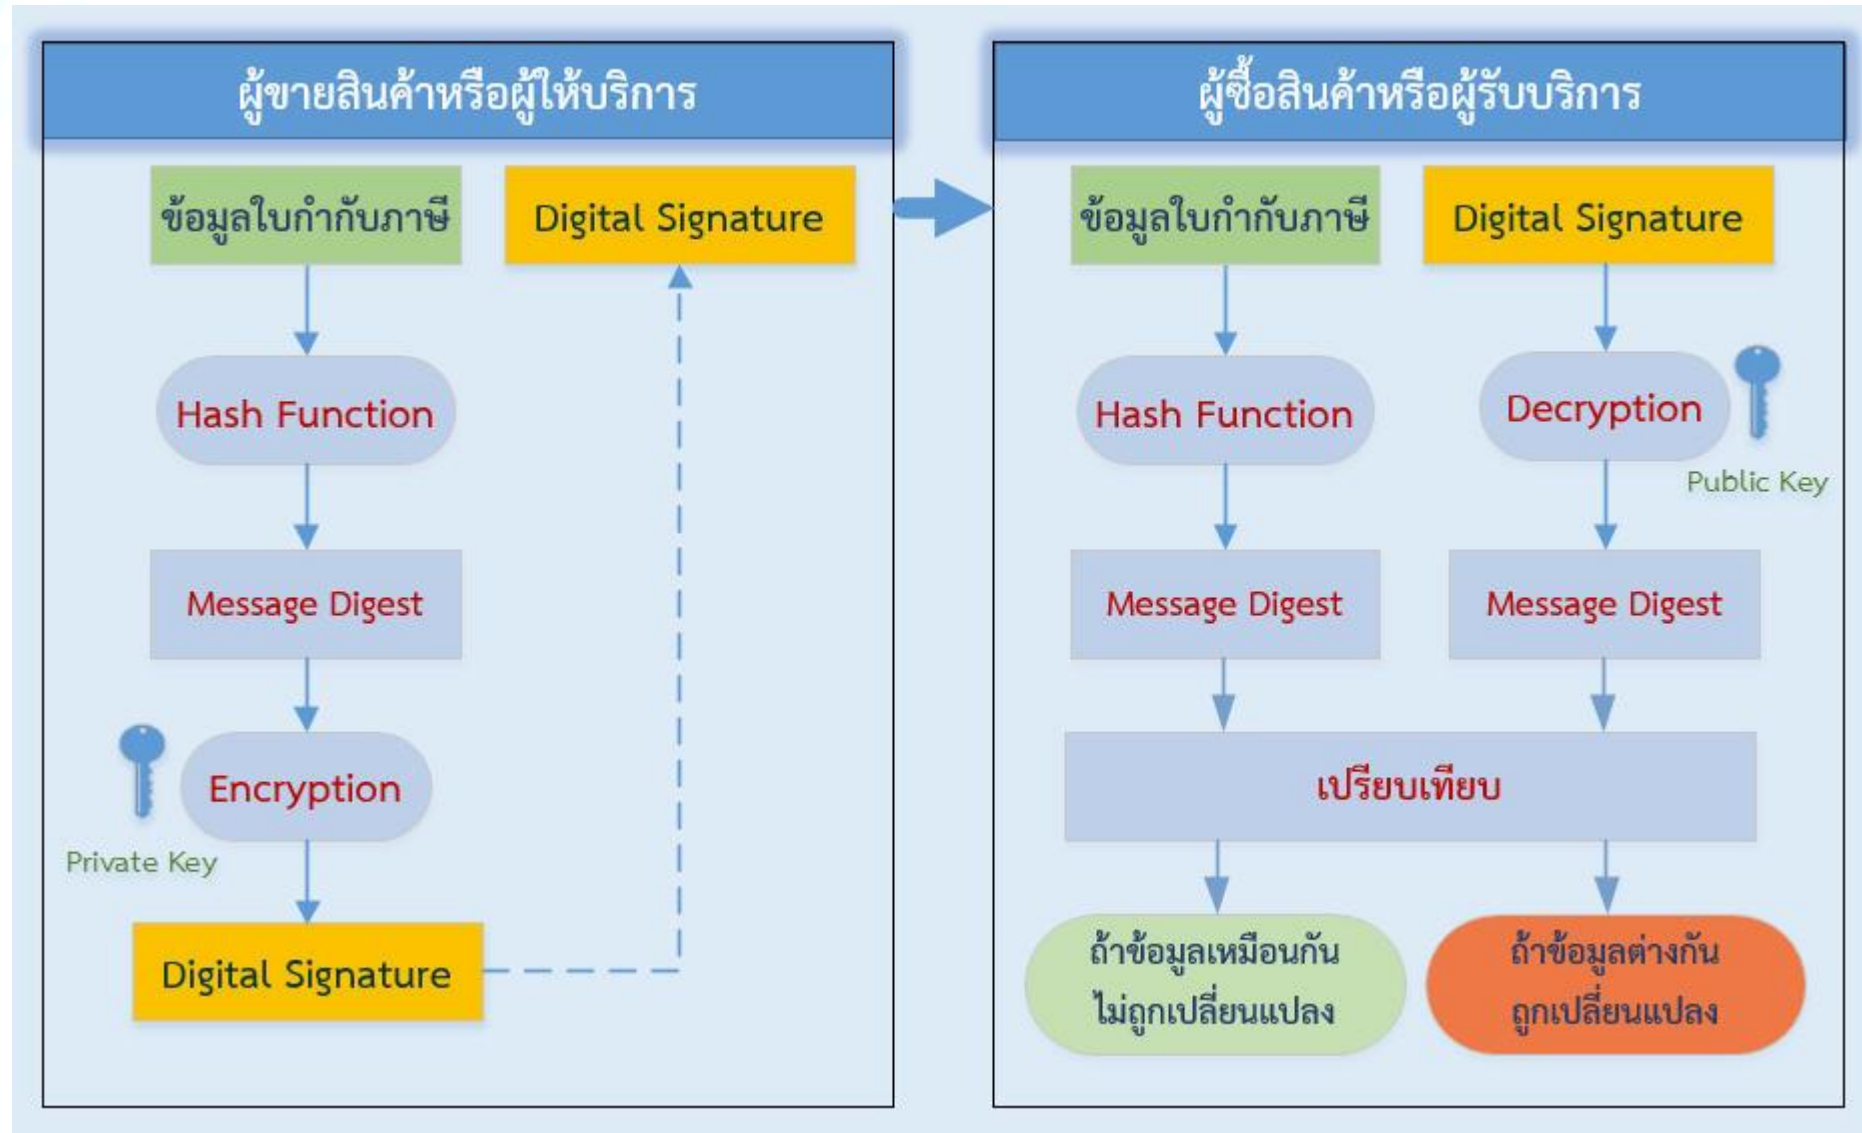 ผู้ขายสินค้าหรือผู้ให้บริการ
ข้อมูลใบกำกับภาษี
Digital Signature
Hash Function
Message Digest
Encryption
Private Key
Digital Signature
ผู้ซื้อสินค้าหรือผู้รับบริการ
ข้อมูลใบกำกับภาษี
Digital Signature
Hash Function
Decryption
Public Key
Message Digest
Message Digest
เปรียบเทียบ
ถ้าข้อมูลเหมือนกัน
ไม่ถูกเปลี่ยนแปลง
ถ้าข้อมูลต่างกัน
ถูกเปลี่ยนแปลง